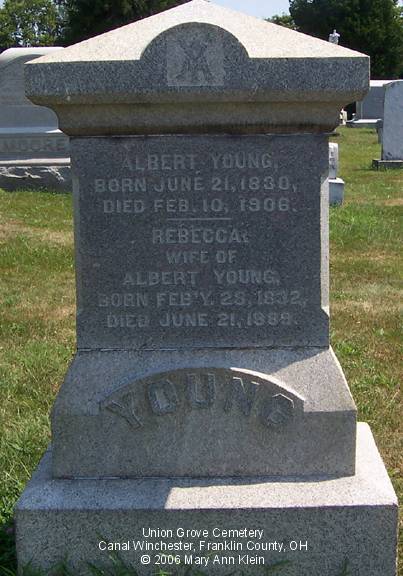 MOORE
ALBERT YOUNG,
BORN JUNE 21, 1830,
DIED FEB. 10, 1906.
REBECCA,
WIFE OF
ALBERT YOUNG,
BORN FEB'Y. 28, 1832,
DIED JUNE 21, 1889.
YOUNG
Union Grove Cemetery
Canal Winchester, Franklin County, OH
© 2006 Mary Ann Klein